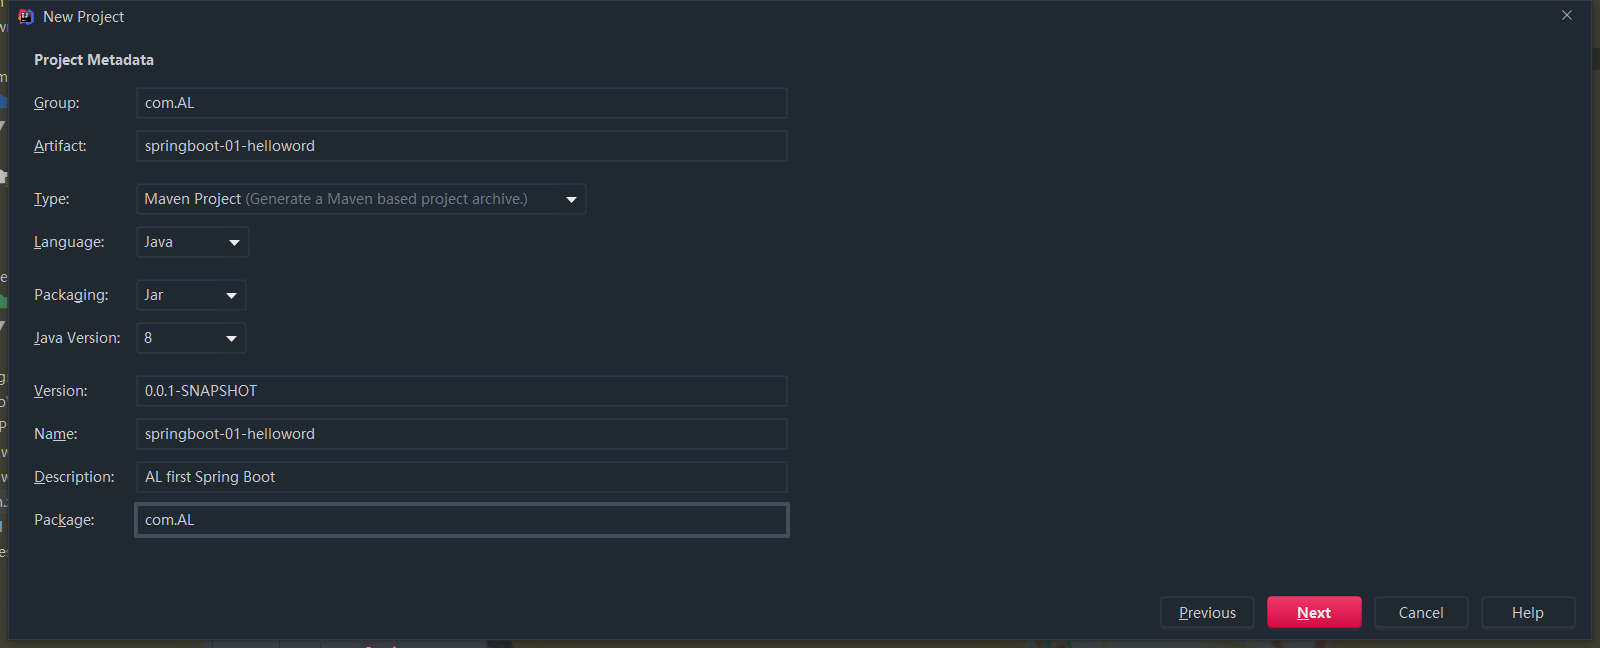 New Project
Project Metadata
Group: com.AL
Artifact: springboot-01-helloword
Type: Maven Project (Generate a Maven based project archive.)
Language: Java
Packaging: Jar
Java Version: 8
Version: 0.0.1-SNAPSHOT
Name: springboot-01-helloword
Description: AL first Spring Boot
Package: com.AL
Previous Next Cancel Help